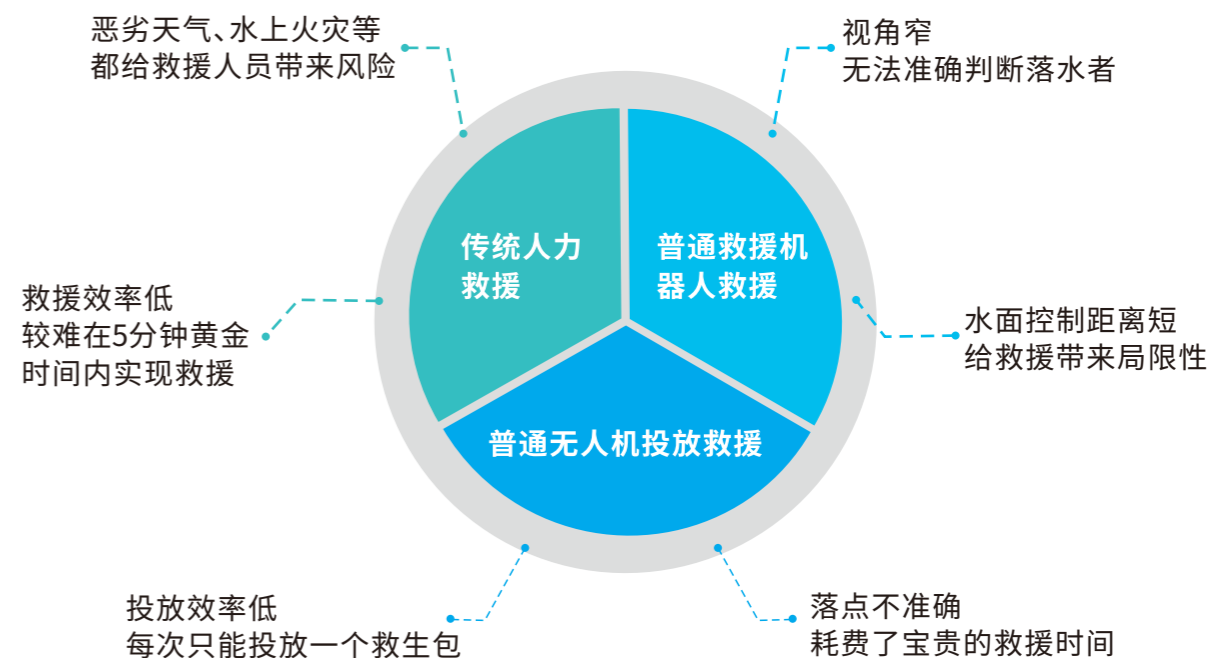 恶劣天气、水上火灾等
都给救援人员带来风险
视角窄
无法准确判断落水者
传统人力
救援
普通救援机
器人救援
救援效率低
较难在5分钟黄金
时间内实现救援
水面控制距离短
给救援带来局限性
普通无人机投放救援
投放效率低
每次只能投放一个救生包
落点不准确
耗费了宝贵的救援时间